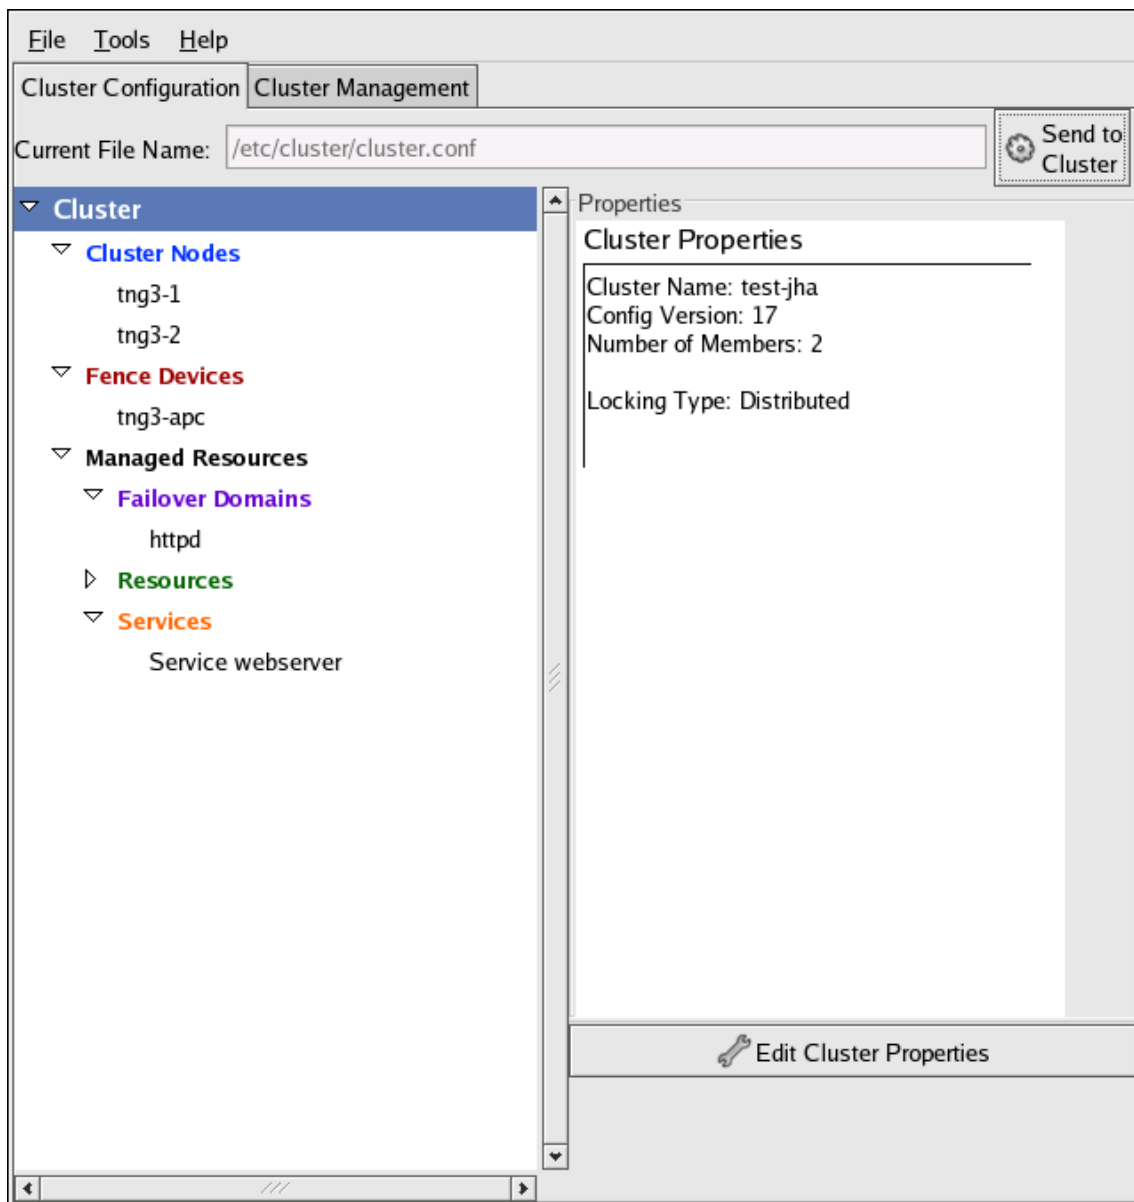 File Tools Help
Cluster Configuration Cluster Management
Current File Name: /etc/cluster/cluster.conf
Send to
Cluster
Cluster
Cluster Nodes
tng3-1
tng3-2
Fence Devices
tng3-apc
Managed Resources
Failover Domains
httpd
Resources
Services
Service webserver
Properties
Cluster Properties
Cluster Name: test-jha
Config Version: 17
Number of Members: 2
Locking Type: Distributed
Edit Cluster Properties